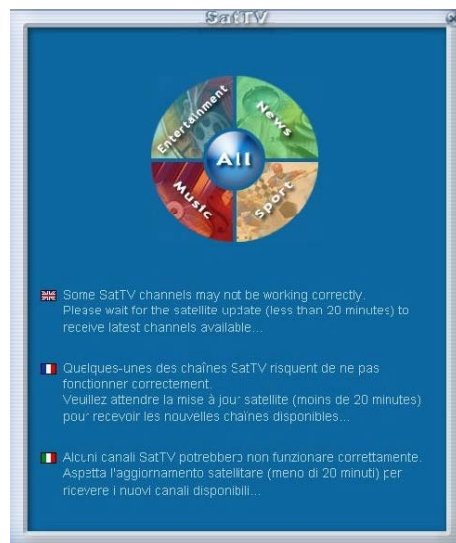 SatTV
Entertainment
News
All
Music
Sport
Some SatTV channels may not be working correctly.
Please wait for the satellite update (less than 20 minutes) to
receive latest channels available...
Quelques-unes des chaînes SatTV risquent de ne pas
fonctionner correctement.
Veuillez attendre la mise à jour satellite (moins de 20 minutes)
pour recevoir les nouvelles chaînes disponibles...
Alcuni canali SatTV potrebbero non funzionare correttamente.
Aspetta l'aggiornamento satellitare (meno di 20 minuti) per
ricevere i nuovi canali disponibili...